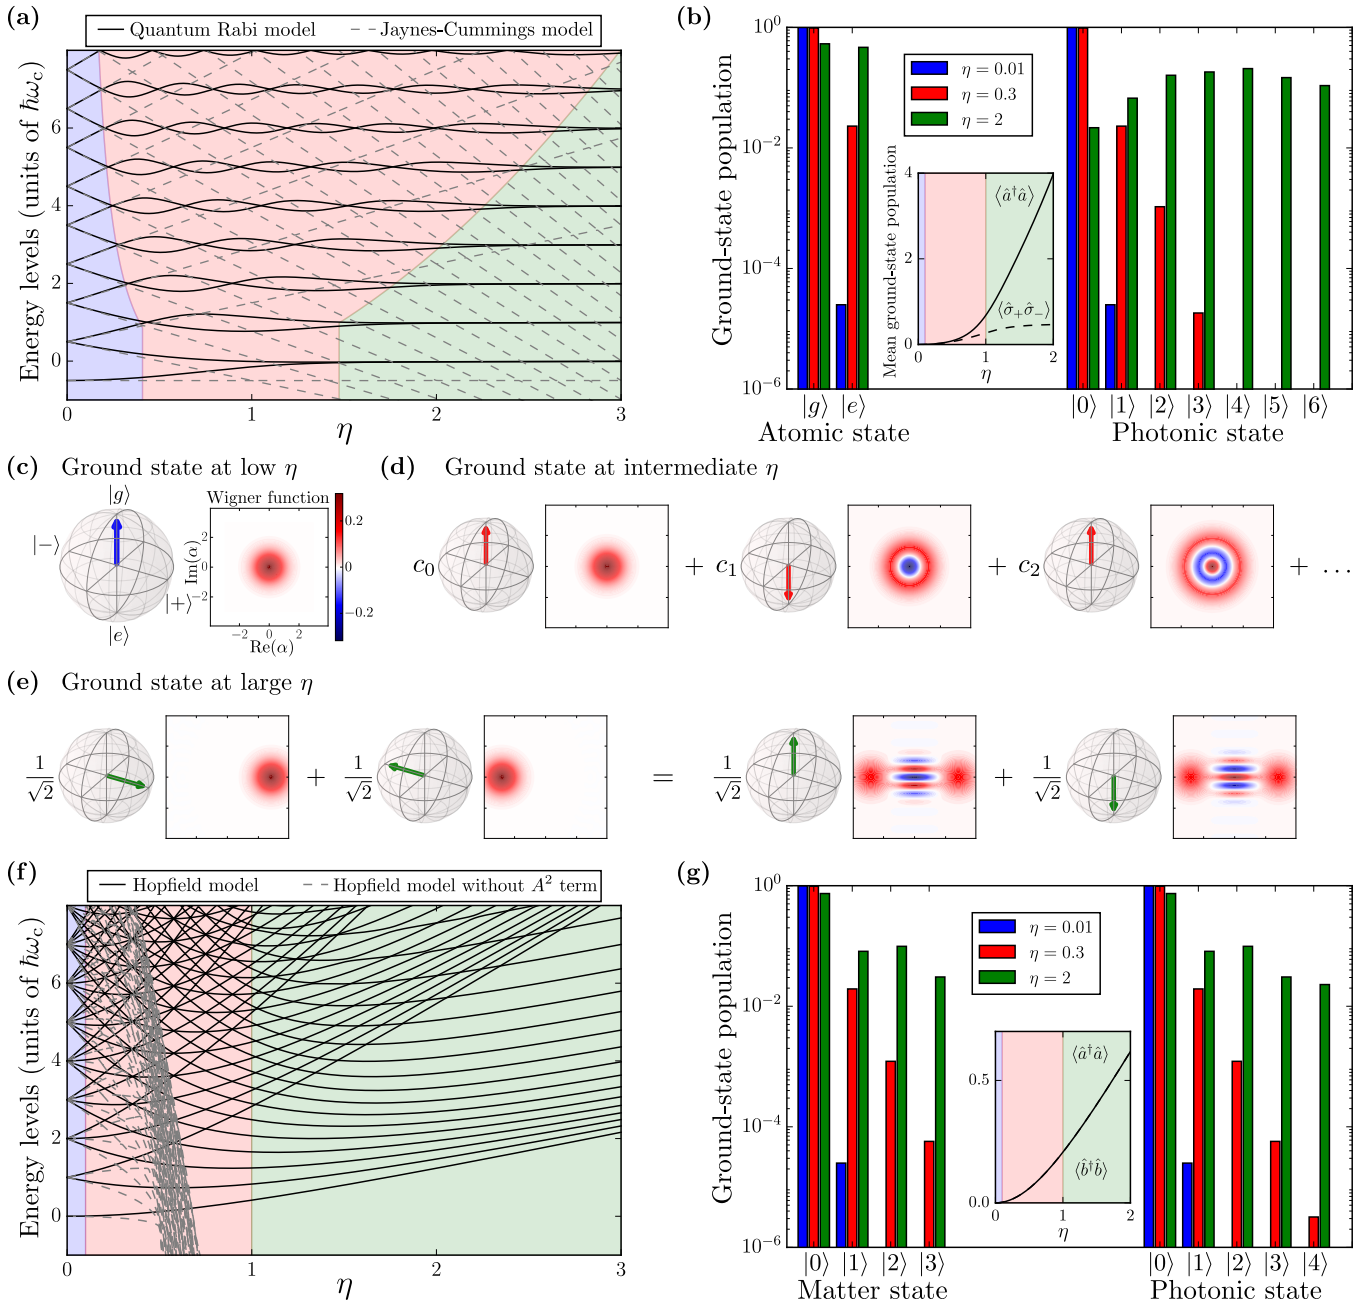 (a)
Quantum Rabi model
Jaynes-Cummings model
Energy levels (units of ℏω_c)
6
4
2
0
0
1
2
3
η
(b)
Ground-state population
10^0
10^−2
10^−4
10^−6
η = 0.01
η = 0.3
η = 2
Mean ground-state population
4
2
0
⟨â†â⟩
⟨σ̂₊σ̂₋⟩
0
1
2
η
|g⟩
|e⟩
Atomic state
|0⟩
|1⟩
|2⟩
|3⟩
|4⟩
|5⟩
|6⟩
Photonic state
(c) Ground state at low η
|g⟩
|−⟩
|+⟩
|e⟩
Wigner function
Im(α)
2
0
−2
−2
0
2
Re(α)
0.2
0
−0.2
(d) Ground state at intermediate η
c₀
+ c₁
+ c₂
+ ...
(e) Ground state at large η
1/√2
+ 1/√2
= 1/√2
+ 1/√2
(f)
Hopfield model
Hopfield model without A² term
Energy levels (units of ℏω_c)
6
4
2
0
0
1
2
3
η
(g)
Ground-state population
10^0
10^−2
10^−4
10^−6
η = 0.01
η = 0.3
η = 2
0.5
0.0
⟨â†â⟩
⟨b̂†b̂⟩
0
1
2
η
|0⟩
|1⟩
|2⟩
|3⟩
Matter state
|0⟩
|1⟩
|2⟩
|3⟩
|4⟩
Photonic state